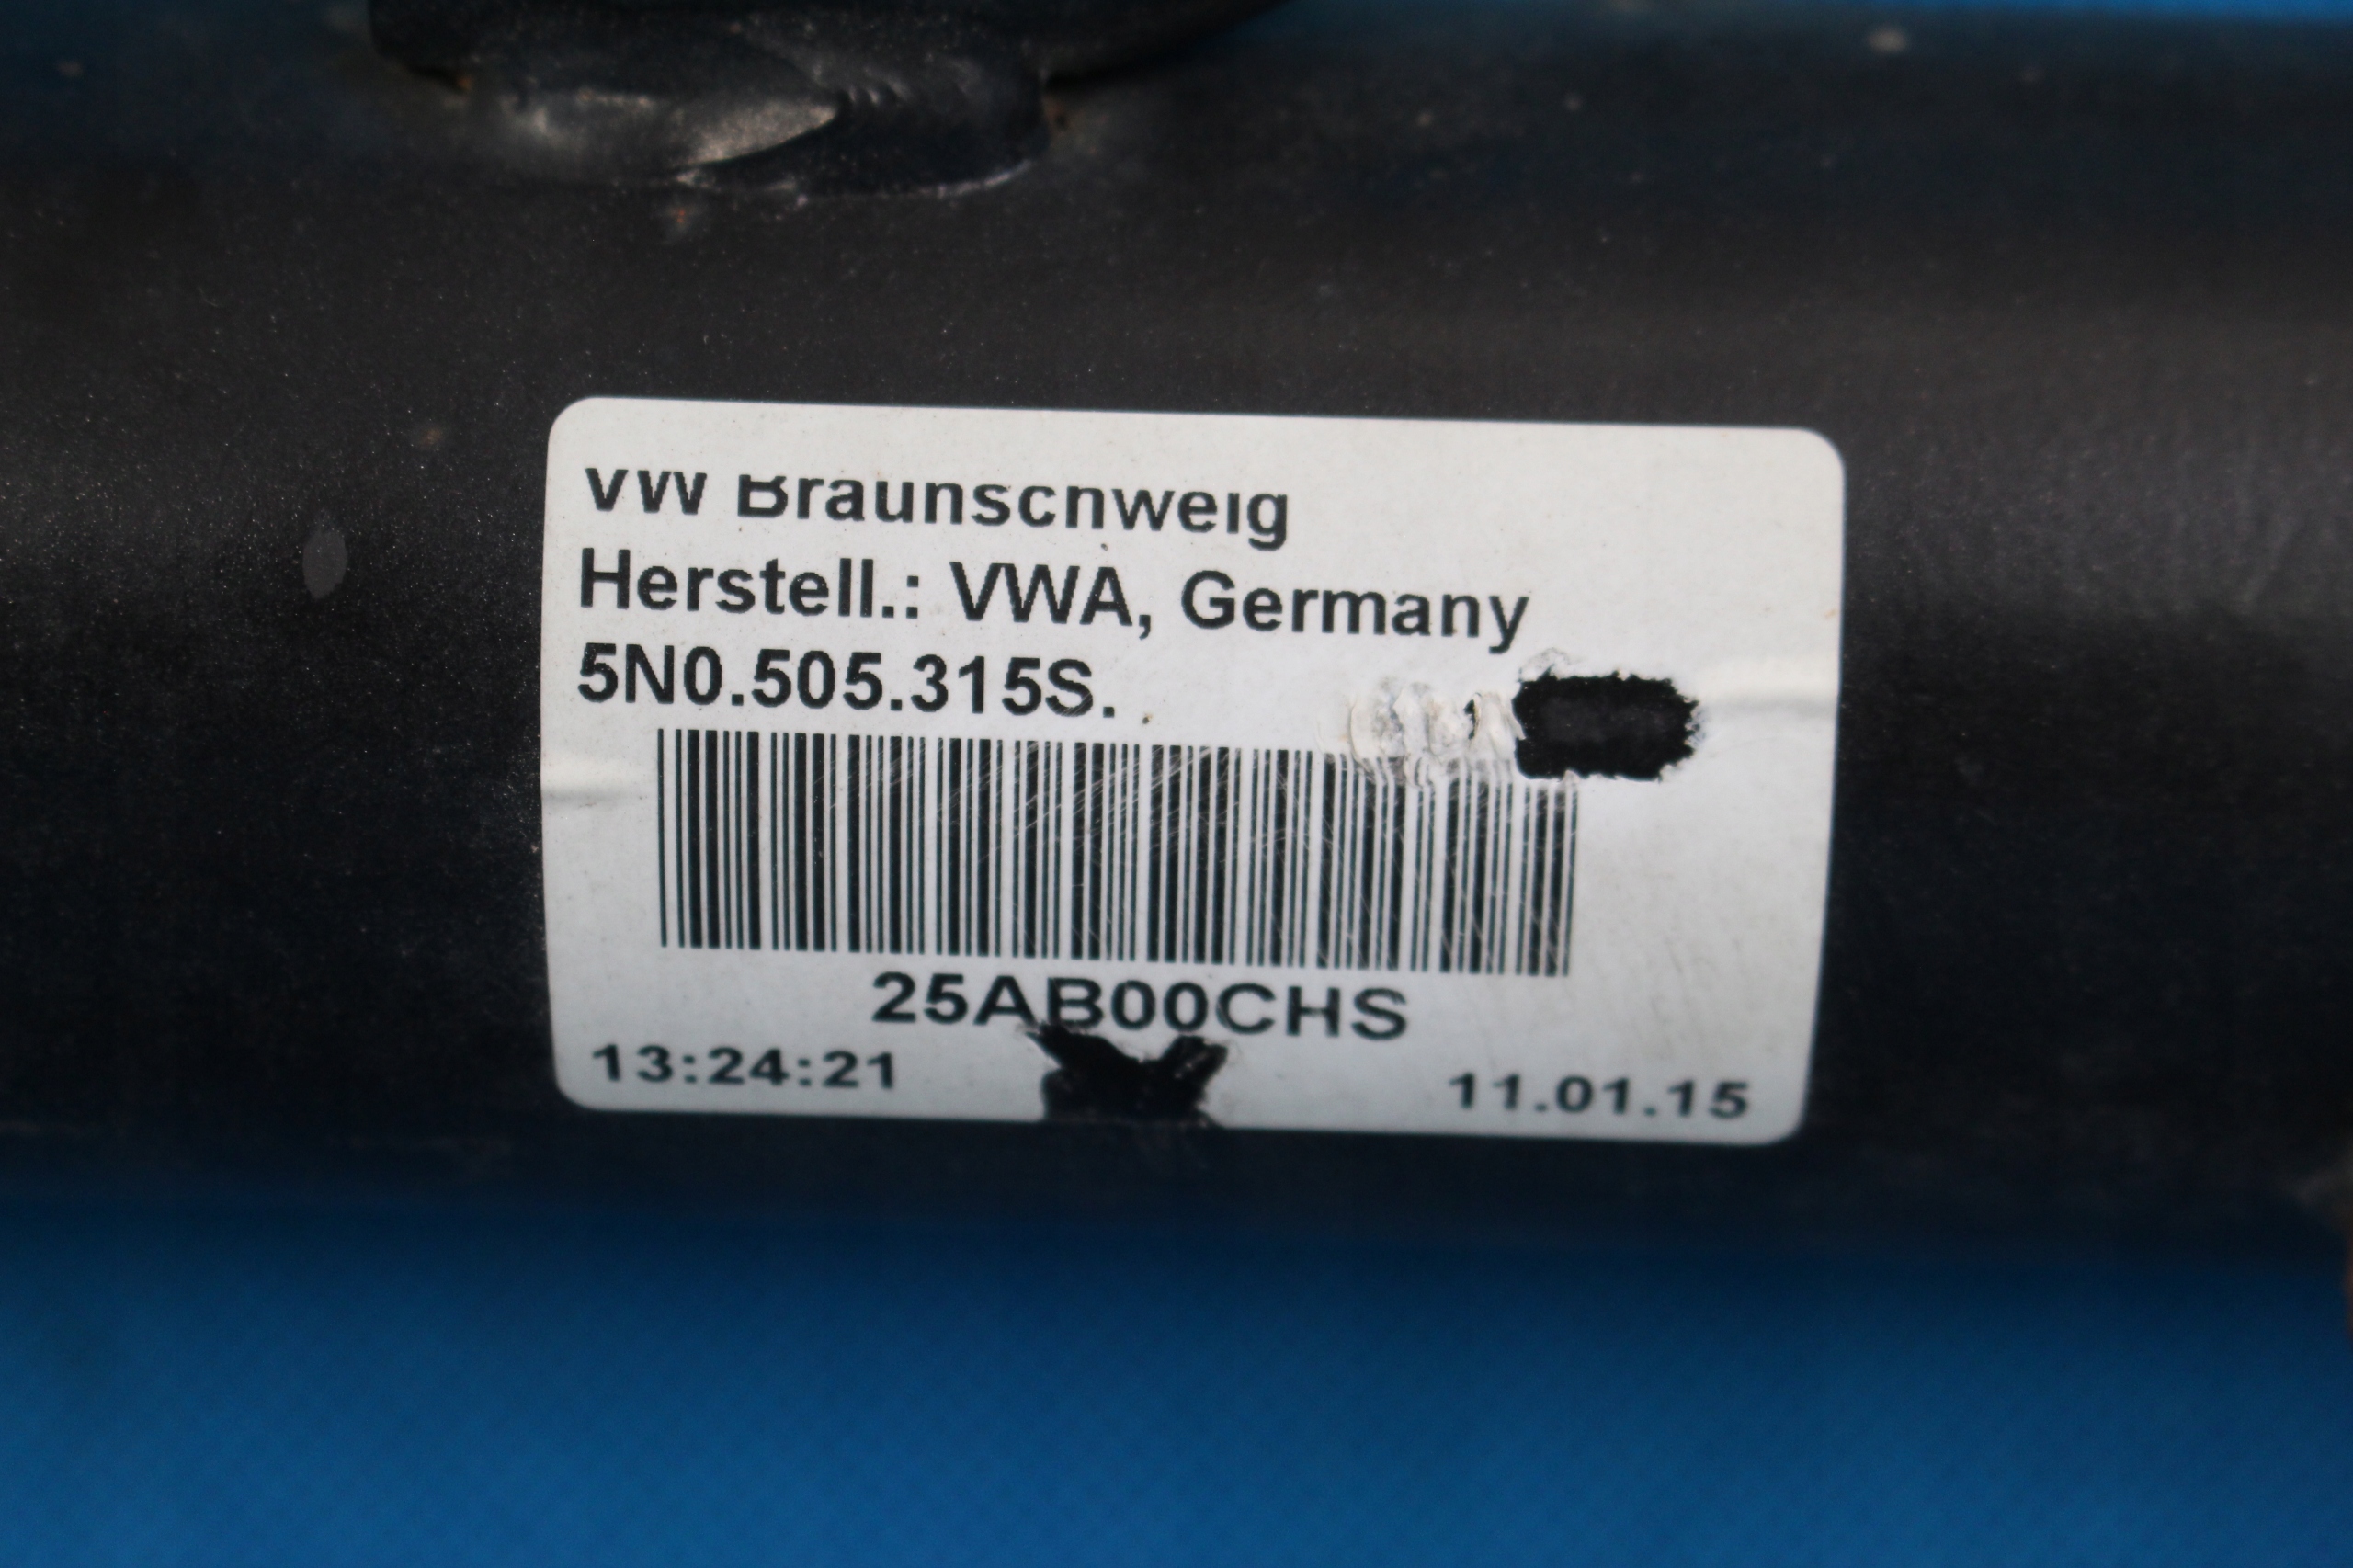 VW Braunschweig
Herstell.: VWA, Germany
5N0.505.315S.
25AB00CHS
13:24:21 11.01.15